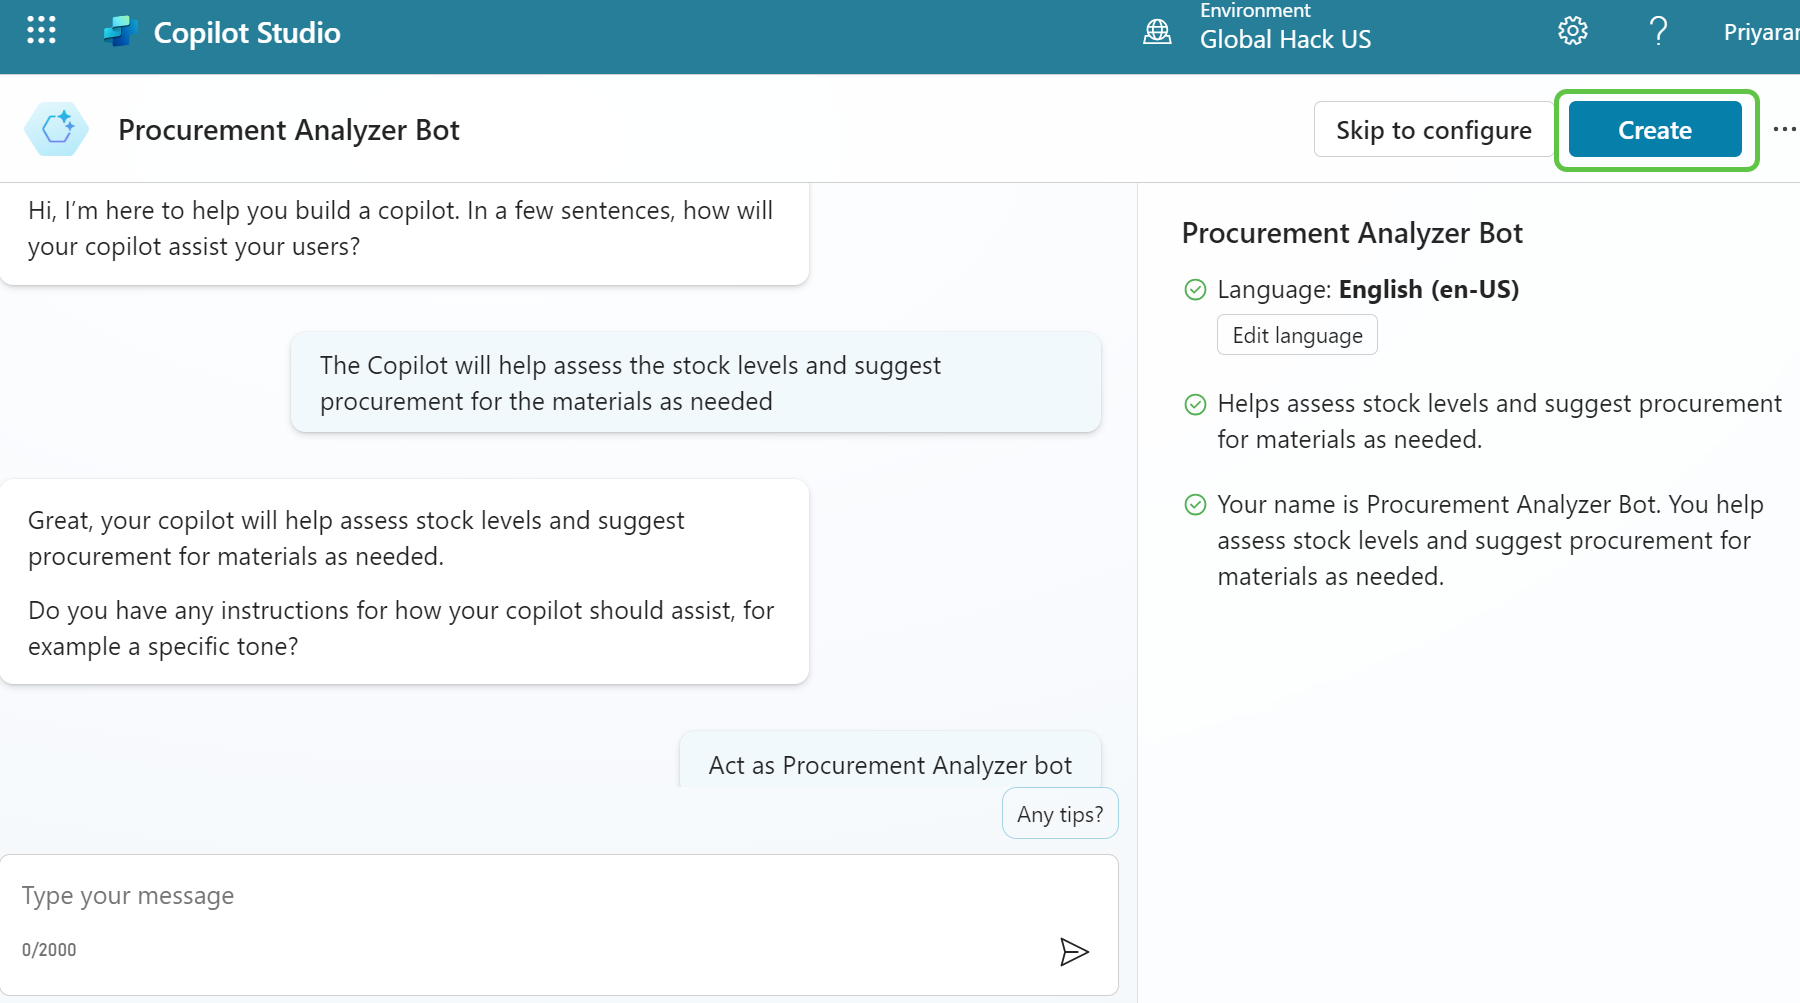 Copilot Studio
Environment
Global Hack US
?
Priyarar
Procurement Analyzer Bot
Skip to configure
Create
...
Hi, I’m here to help you build a copilot. In a few sentences, how will
your copilot assist your users?
The Copilot will help assess the stock levels and suggest
procurement for the materials as needed
Great, your copilot will help assess stock levels and suggest
procurement for materials as needed.
Do you have any instructions for how your copilot should assist, for
example a specific tone?
Act as Procurement Analyzer bot
Any tips?
Type your message
0/2000
Procurement Analyzer Bot
Language: English (en-US)
Edit language
Helps assess stock levels and suggest procurement
for materials as needed.
Your name is Procurement Analyzer Bot. You help
assess stock levels and suggest procurement for
materials as needed.